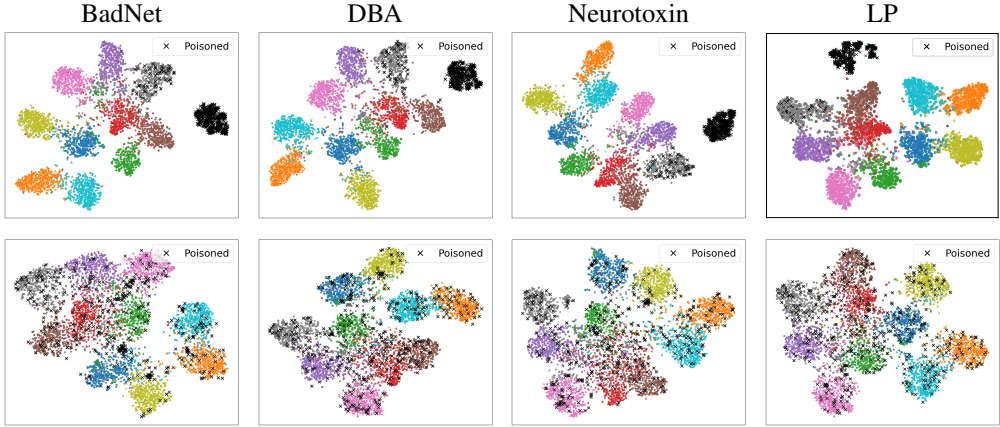 BadNet DBA Neurotoxin LP
× Poisoned × Poisoned × Poisoned × Poisoned
× Poisoned × Poisoned × Poisoned × Poisoned